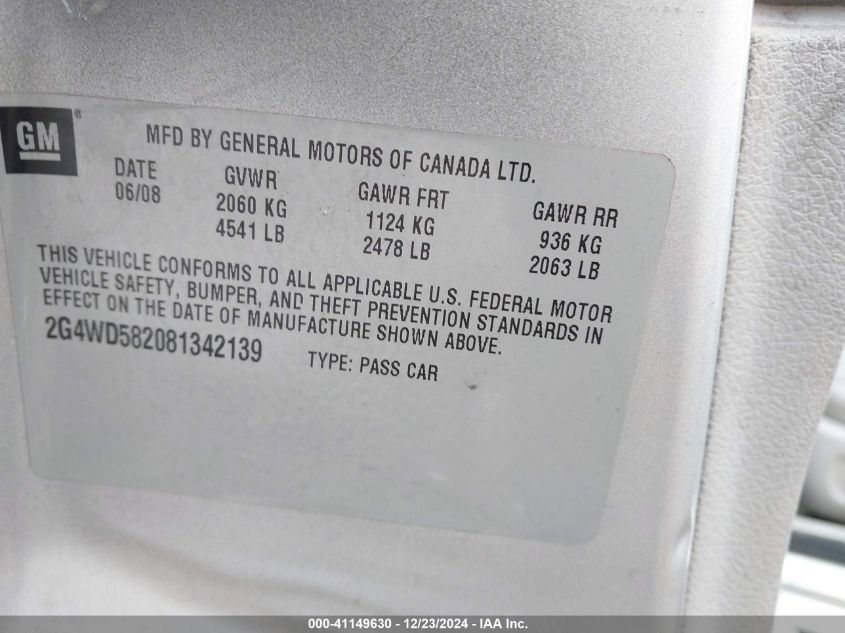 GM®
MFD BY GENERAL MOTORS OF CANADA LTD.
DATE GVWR GAWR FRT GAWR RR
06/08 2060 KG 1124 KG 936 KG
4541 LB 2478 LB 2063 LB
THIS VEHICLE CONFORMS TO ALL APPLICABLE U.S. FEDERAL MOTOR
VEHICLE SAFETY, BUMPER, AND THEFT PREVENTION STANDARDS IN
EFFECT ON THE DATE OF MANUFACTURE SHOWN ABOVE.
2G4WD582081342139 TYPE: PASS CAR
000-41149630 - 12/23/2024 - IAA Inc.